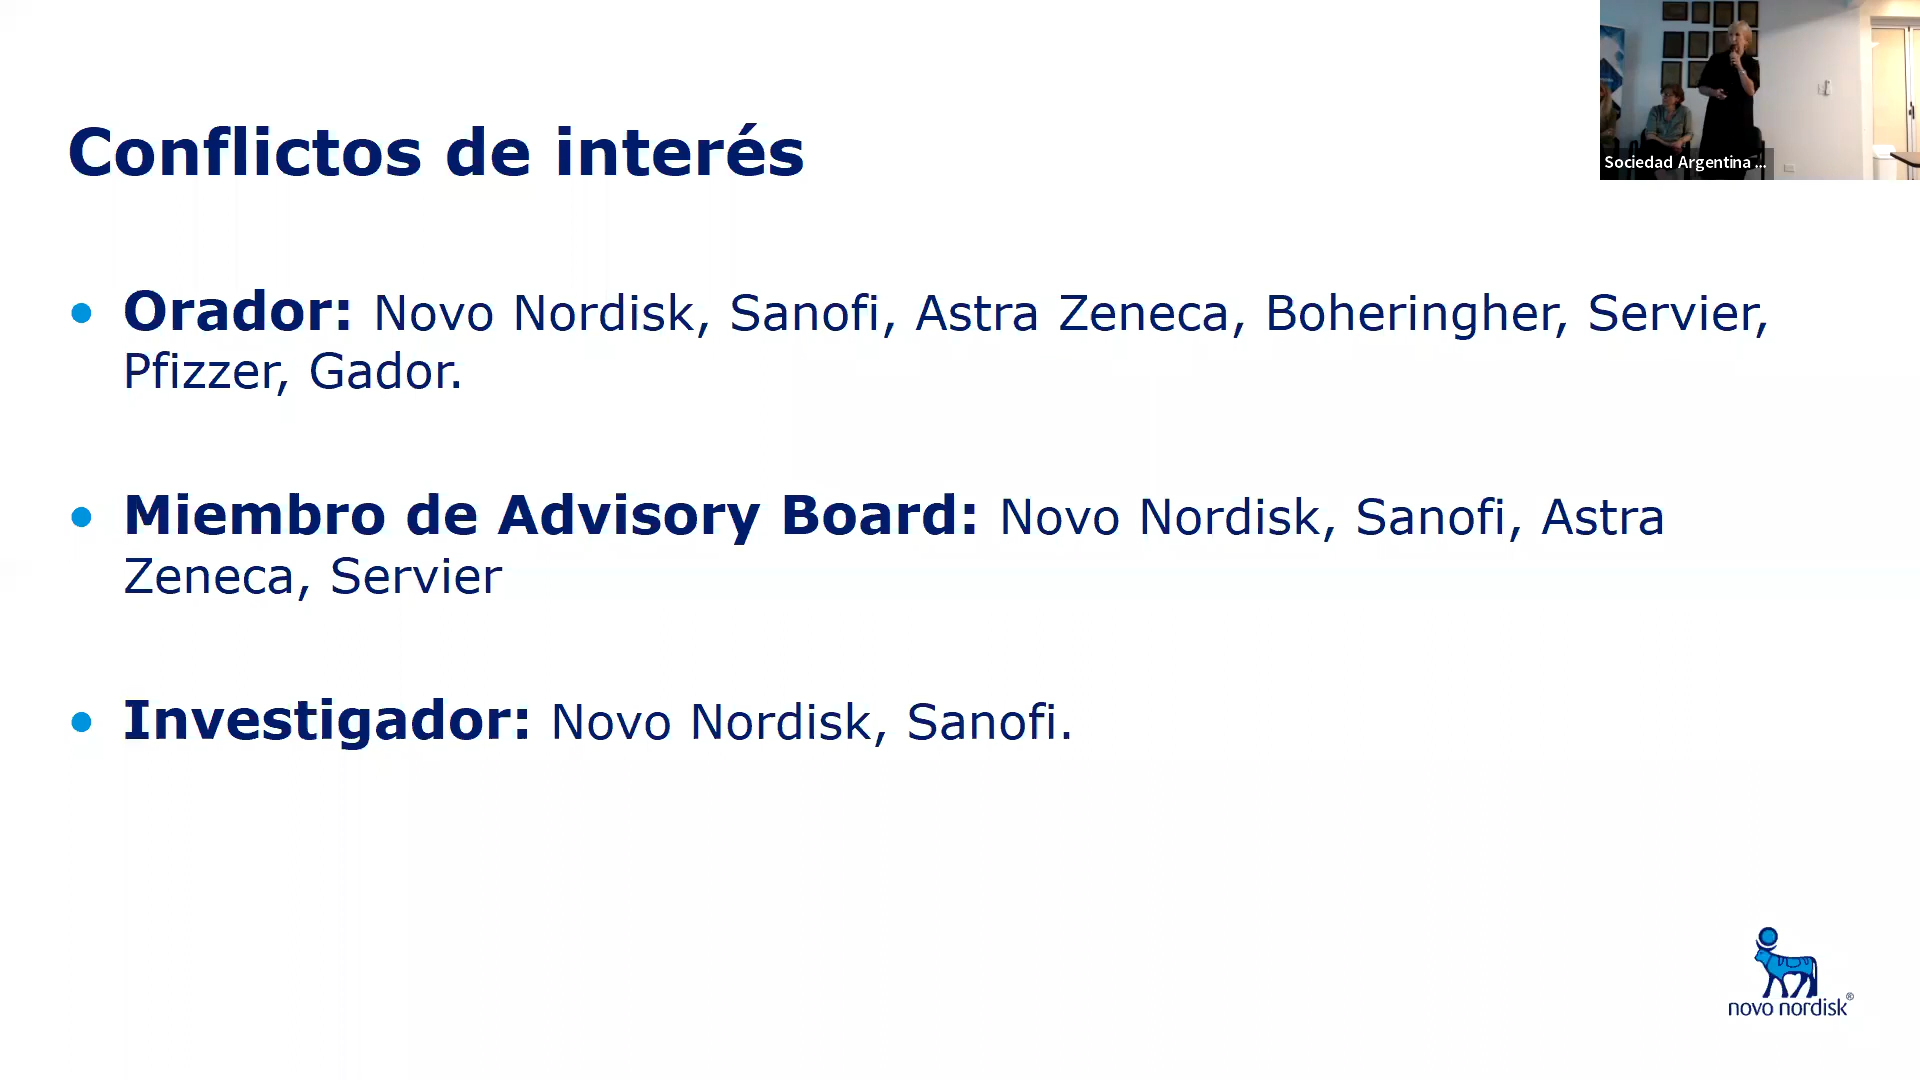 Conflictos de interés
Sociedad Argentina ...
• Orador: Novo Nordisk, Sanofi, Astra Zeneca, Boheringher, Servier,
Pfizzer, Gador.
• Miembro de Advisory Board: Novo Nordisk, Sanofi, Astra
Zeneca, Servier
• Investigador: Novo Nordisk, Sanofi.
novo nordisk®